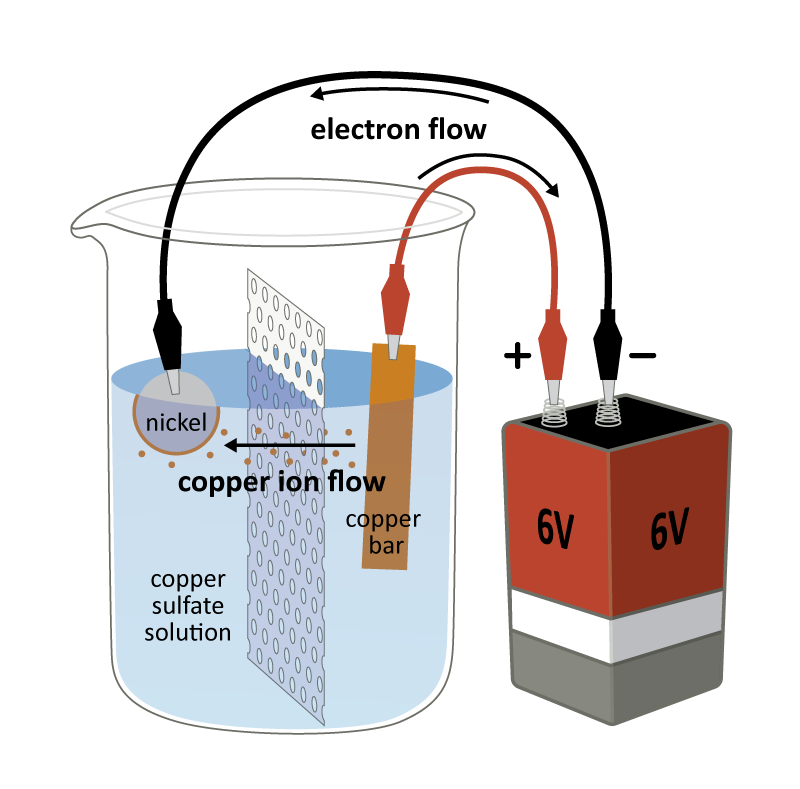 electron flow
+
−
nickel
copper ion flow
copper
bar
6V
6V
copper
sulfate
solution